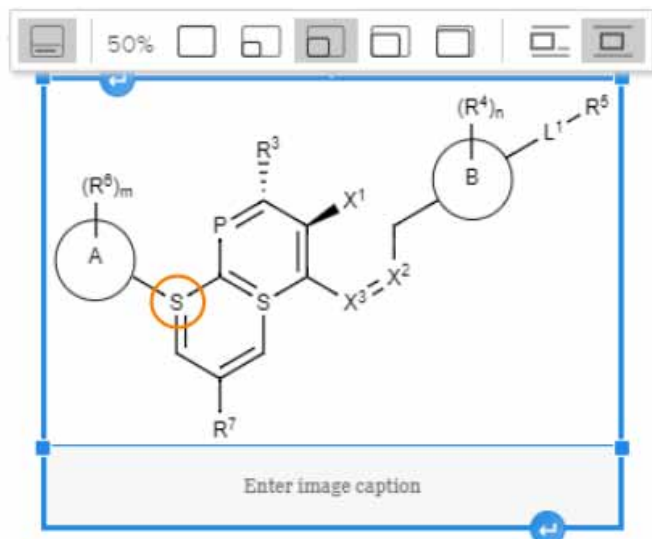 50%
(R⁴)ₙ
R⁵
L¹
B
R³
(R⁶)ₘ
X¹
P
A
X²
S
S
X³
R⁷
Enter image caption